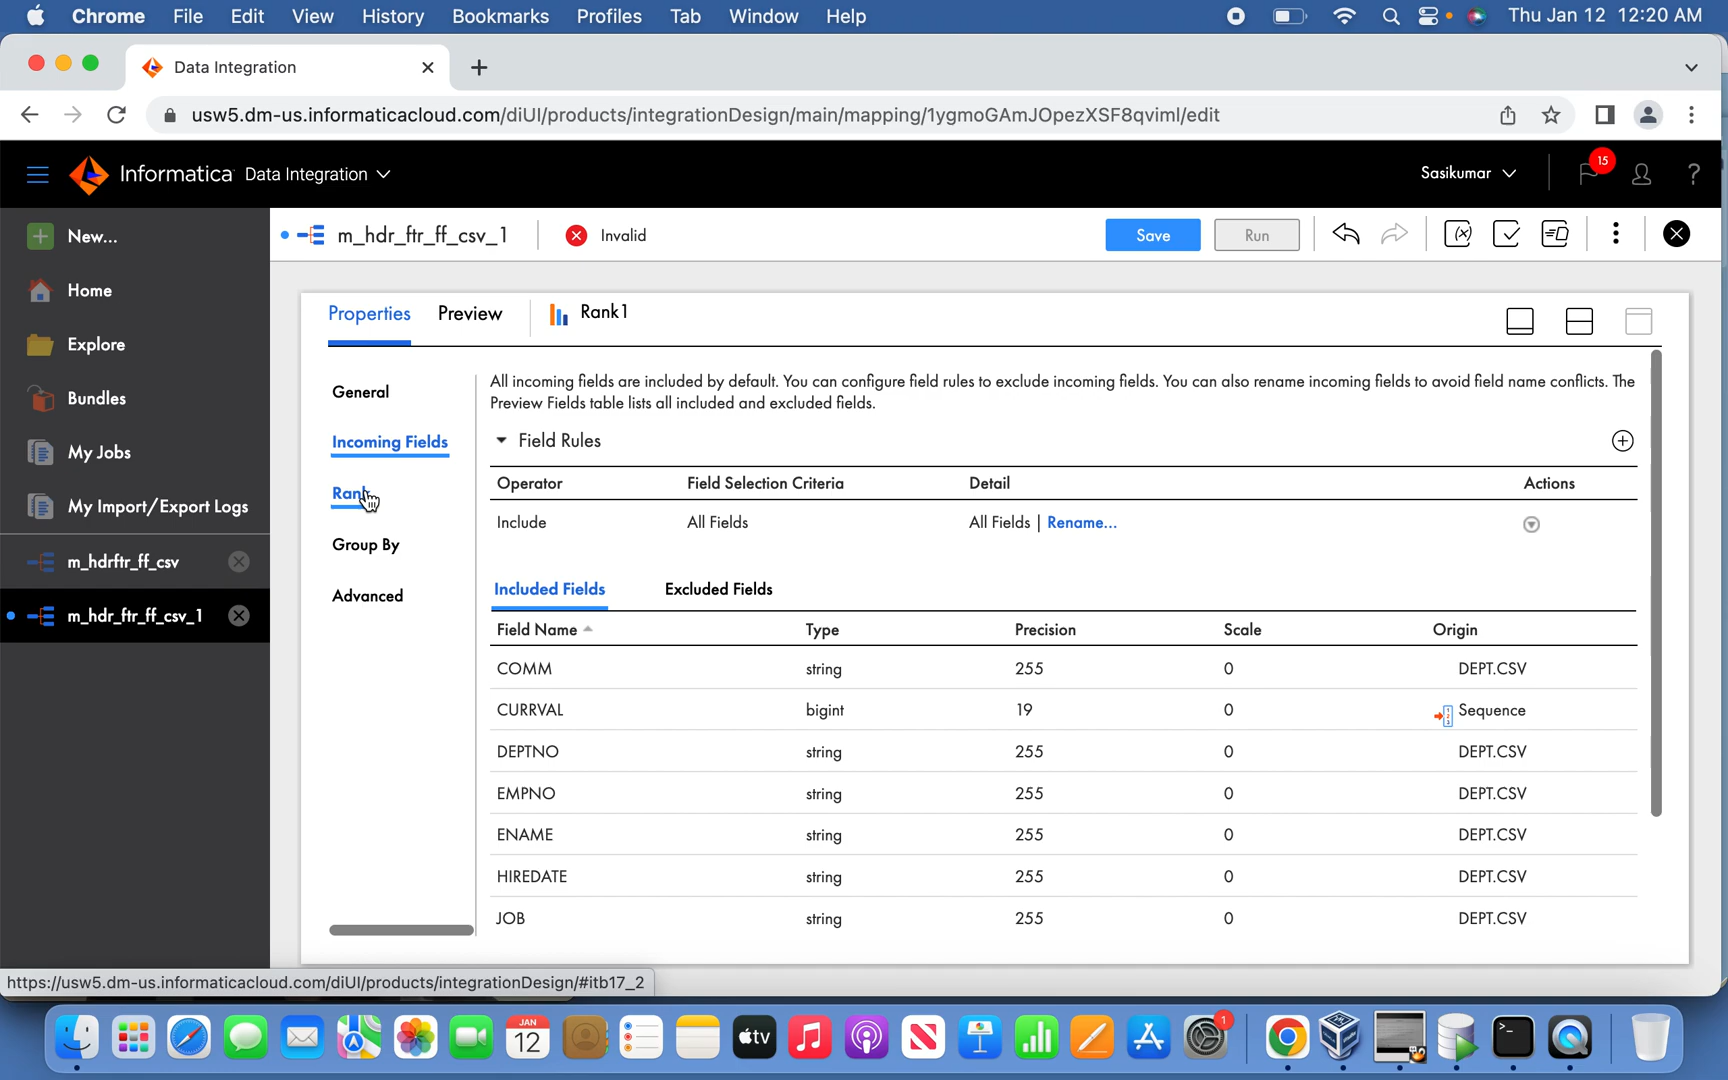 Chrome File Edit View History Bookmarks Profiles Tab Window Help Thu Jan 12 12:20 AM
Data Integration
usw5.dm-us.informaticacloud.com/diUI/products/integrationDesign/main/mapping/1ygmoGAmJOpezXSF8qviml/edit
Informatica Data Integration Sasikumar 15 ?
New...
Home
Explore
Bundles
My Jobs
My Import/Export Logs
m_hdrftr_ff_csv
m_hdr_ftr_ff_csv_1
m_hdr_ftr_ff_csv_1 Invalid Save Run
Properties Preview Rank1
General
Incoming Fields
Rank
Group By
Advanced
All incoming fields are included by default. You can configure field rules to exclude incoming fields. You can also rename incoming fields to avoid field name conflicts. The
Preview Fields table lists all included and excluded fields.
Field Rules
Operator Field Selection Criteria Detail Actions
Include All Fields All Fields | Rename...
Included Fields Excluded Fields
Field Name Type Precision Scale Origin
COMM string 255 0 DEPT.CSV
CURRVAL bigint 19 0 Sequence
DEPTNO string 255 0 DEPT.CSV
EMPNO string 255 0 DEPT.CSV
ENAME string 255 0 DEPT.CSV
HIREDATE string 255 0 DEPT.CSV
JOB string 255 0 DEPT.CSV
https://usw5.dm-us.informaticacloud.com/diUI/products/integrationDesign/#itb17_2
JAN
12
tv
1